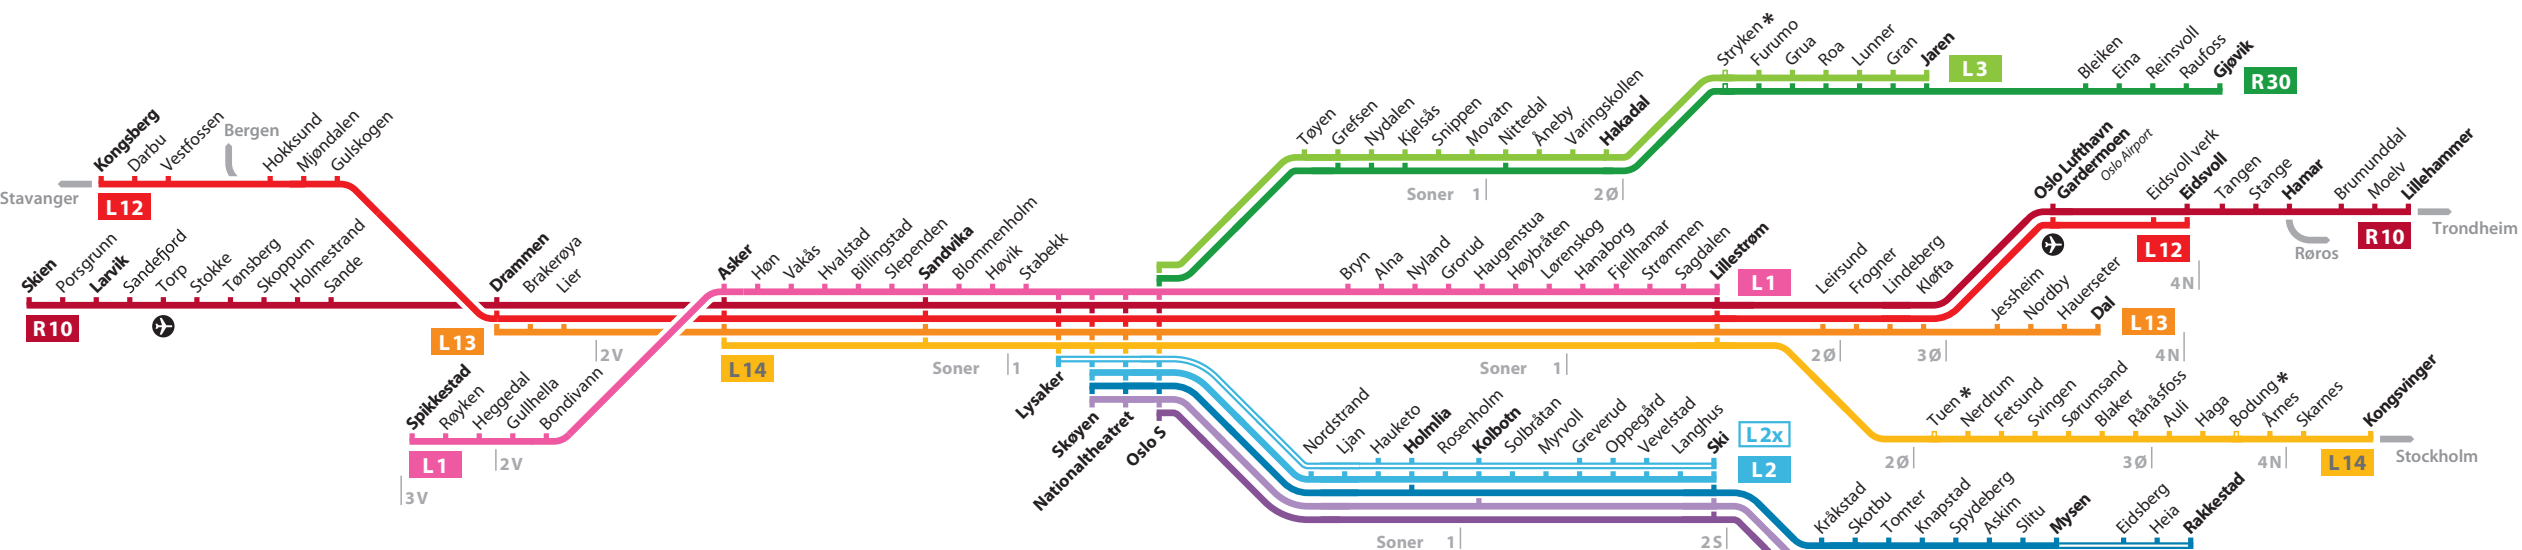 Stryken*
Furumo
Grua
Roa
Lunner
Gran
Jaren
L3
Bleiken
Eina
Reinsvoll
Raufoss
Gjøvik
R30
Tøyen
Grefsen
Nydalen
Kjelsås
Snippen
Movatn
Nittedal
Åneby
Varingskollen
Hakadal
Soner 1
2Ø
Stavanger
Kongsberg
Darbu
Vestfossen
Bergen
Hokksund
Mjøndalen
Gulskogen
L12
Skien
Porsgrunn
Larvik
Sandefjord
Torp
Stokke
Tønsberg
Skoppum
Holmestrand
Sande
R10
Drammen
Brakerøya
Lier
L13
2V
Asker
Høn
Vakås
Hvalstad
Billingstad
Slependen
Sandvika
Blommenholm
Høvik
Stabekk
L14
Soner 1
Bryn
Alna
Nyland
Grorud
Haugenstua
Høybråten
Lørenskog
Hanaborg
Fjellhamar
Strømmen
Sagdalen
Lillestrøm
L1
Soner 1
Leirsund
Frogner
Lindeberg
Kløfta
2Ø
3Ø
Oslo Lufthavn
Gardermoen
Oslo Airport
Eidsvoll verk
Eidsvoll
Tangen
Stange
Hamar
Brumunddal
Moelv
Lillehammer
L12
R10
Trondheim
Røros
4N
Jessheim
Nordby
Hauerseter
Dal
L13
4N
Spikkestad
Røyken
Heggedal
Gullhella
Bondivann
L1
2V
3V
Lysaker
Skøyen
Nationaltheatret
Oslo S
Nordstrand
Ljan
Hauketo
Holmlia
Rosenholm
Kolbotn
Solbråtan
Myrvoll
Greverud
Oppegård
Vevelstad
Langhus
Ski
L2x
L2
Soner 1
2S
Tuen*
Nerdrum
Fetsund
Svingen
Sørumsand
Blaker
Rånåsfoss
Auli
Haga
Bodung*
Årnes
Skarnes
Kongsvinger
2Ø
3Ø
4N
L14
Stockholm
Kråkstad
Skotbu
Tomter
Knapstad
Spydeberg
Askim
Slitu
Mysen
Eidsberg
Heia
Rakkestad